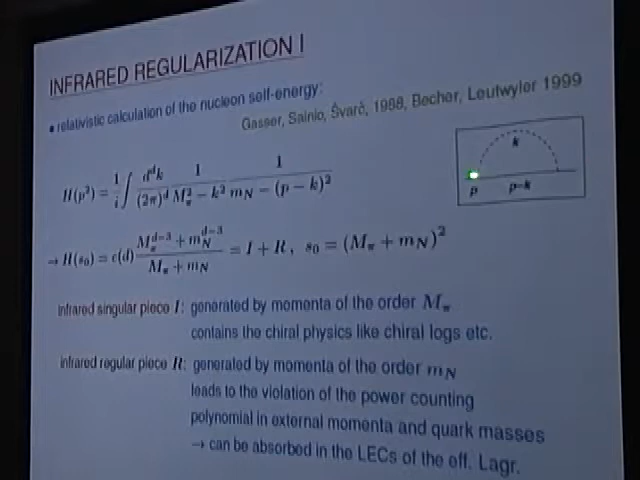 INFRARED REGULARIZATION I
• relativistic calculation of the nucleon self-energy:
Gasser, Sainio, Švarč, 1988, Becher, Leutwyler 1999
H(p²) = 1/i ∫ d^d k/(2π)^d 1/(M_π² − k²) 1/(m_N² − (p − k)²)
k
p
p-k
→ H(s₀) = c(d) (M_π^{d−3} + m_N^{d−3})/(M_π + m_N) = I + R , s₀ = (M_π + m_N)²
infrared singular piece I: generated by momenta of the order M_π
contains the chiral physics like chiral logs etc.
infrared regular piece R: generated by momenta of the order m_N
leads to the violation of the power counting
polynomial in external momenta and quark masses
→ can be absorbed in the LECs of the eff. Lagr.